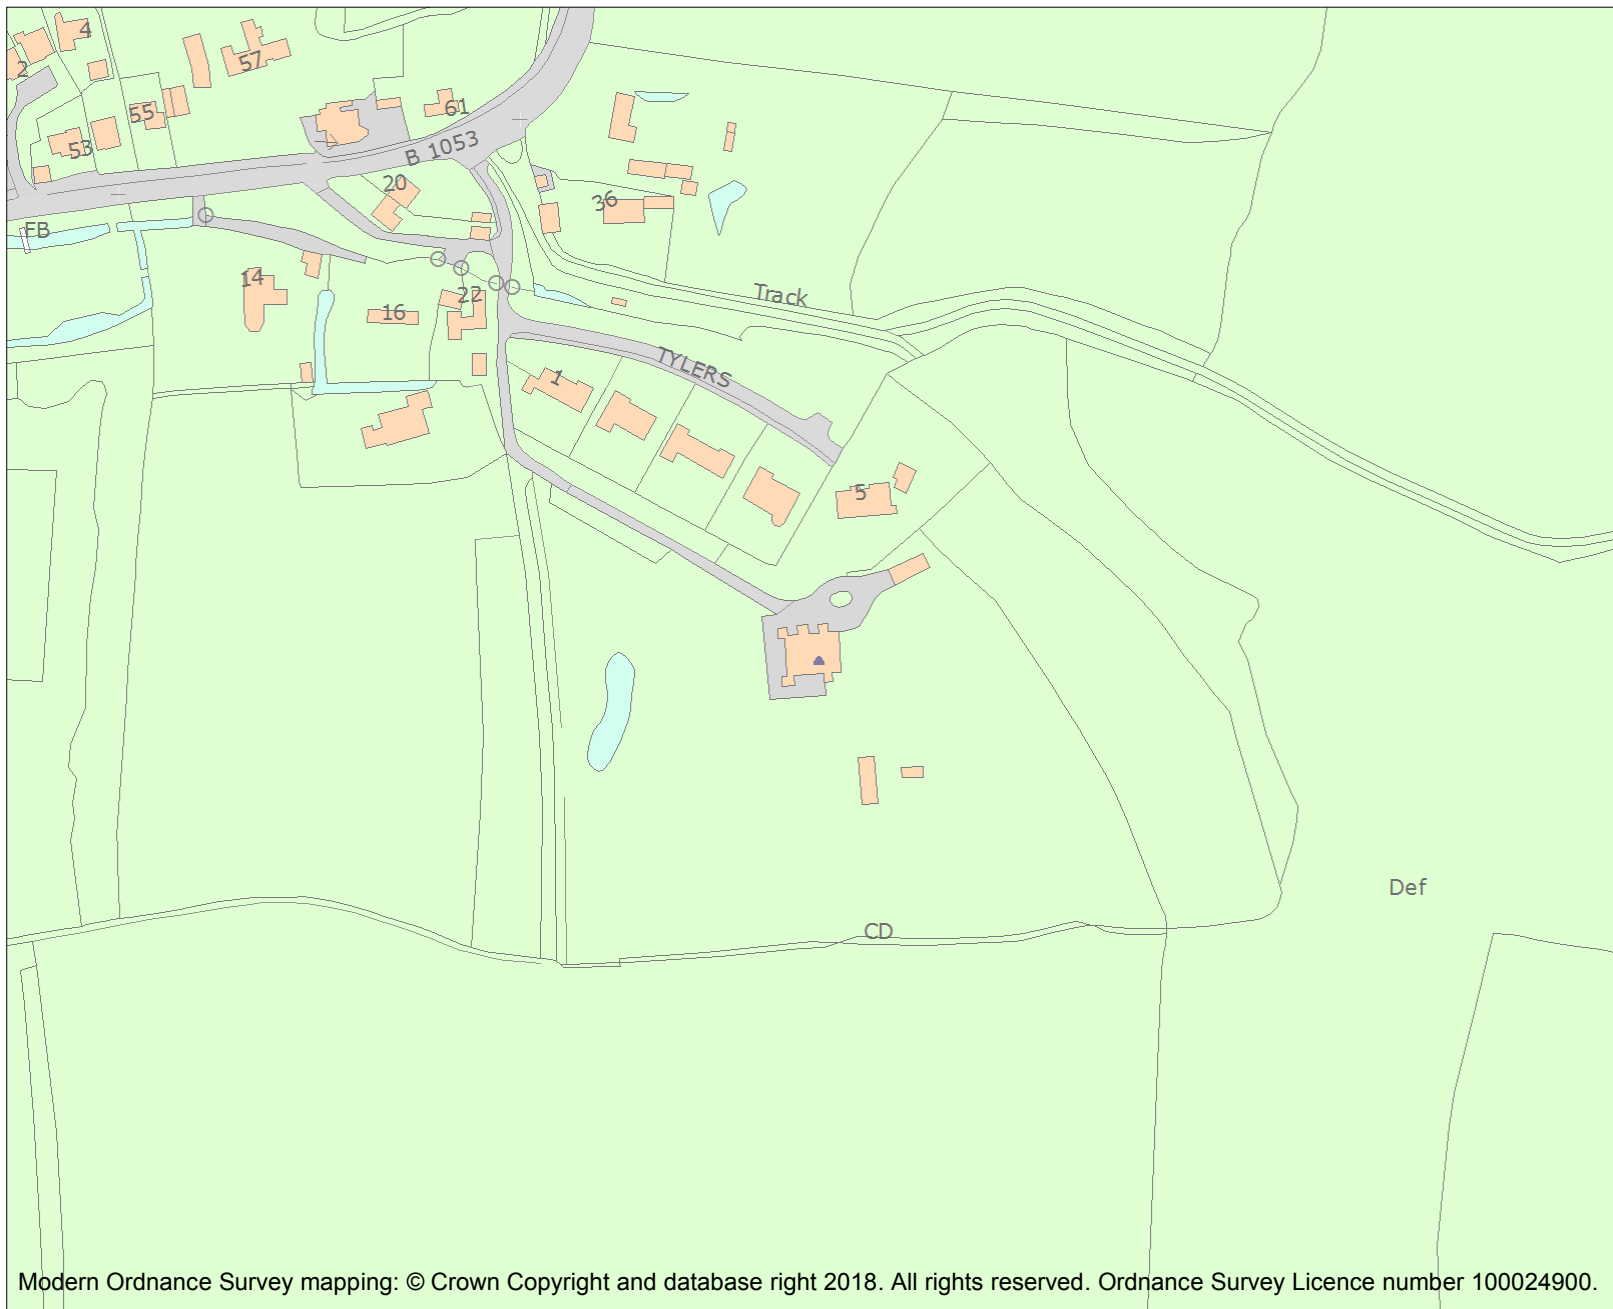 4
57
2
55
61
53
B 1053
20
36
FB
14
22
Track
16
TYLERS
1
5
Def
CD
Modern Ordnance Survey mapping: © Crown Copyright and database right 2018. All rights reserved. Ordnance Survey Licence number 100024900.